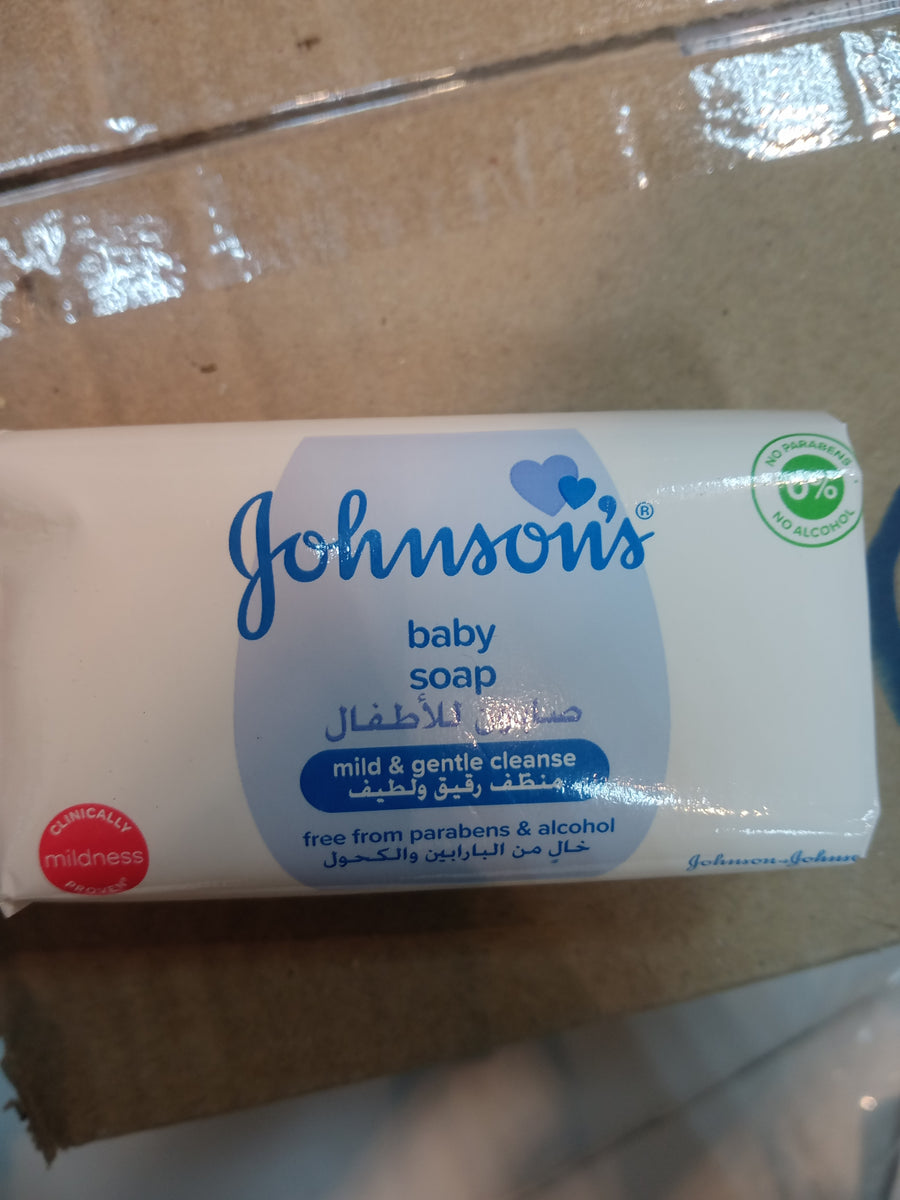 Johnson's®
baby
soap
صابون للأطفال
mild & gentle cleanse
منظّف رقيق ولطيف
free from parabens & alcohol
خالٍ من البارابين والكحول
NO PARABENS
0%
NO ALCOHOL
CLINICALLY
mildness
PROVEN
Johnson & Johnson